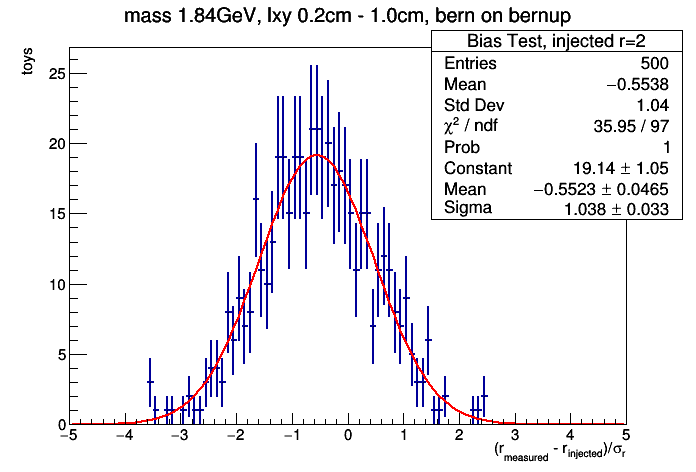 mass 1.84GeV, lxy 0.2cm - 1.0cm, bern on bernup
Bias Test, injected r=2
Entries 500
Mean −0.5538
Std Dev 1.04
χ² / ndf 35.95 / 97
Prob 1
Constant 19.14 ± 1.05
Mean −0.5523 ± 0.0465
Sigma 1.038 ± 0.033
toys
25
20
15
10
5
0
−5 −4 −3 −2 −1 0 1 2 3 4 5
(r_measured - r_injected)/σ_r